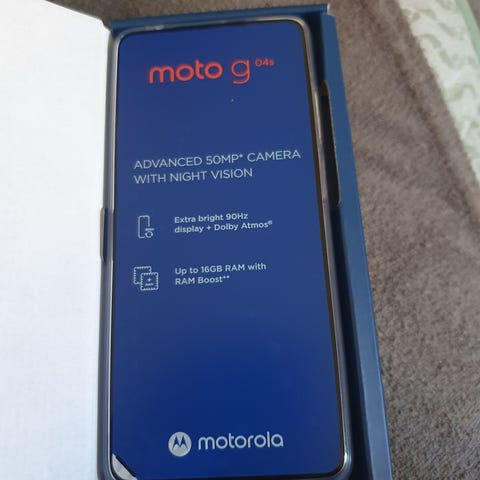 moto g 04s
ADVANCED 50MP* CAMERA
WITH NIGHT VISION
Extra bright 90Hz
display + Dolby Atmos®
Up to 16GB RAM with
RAM Boost**
motorola